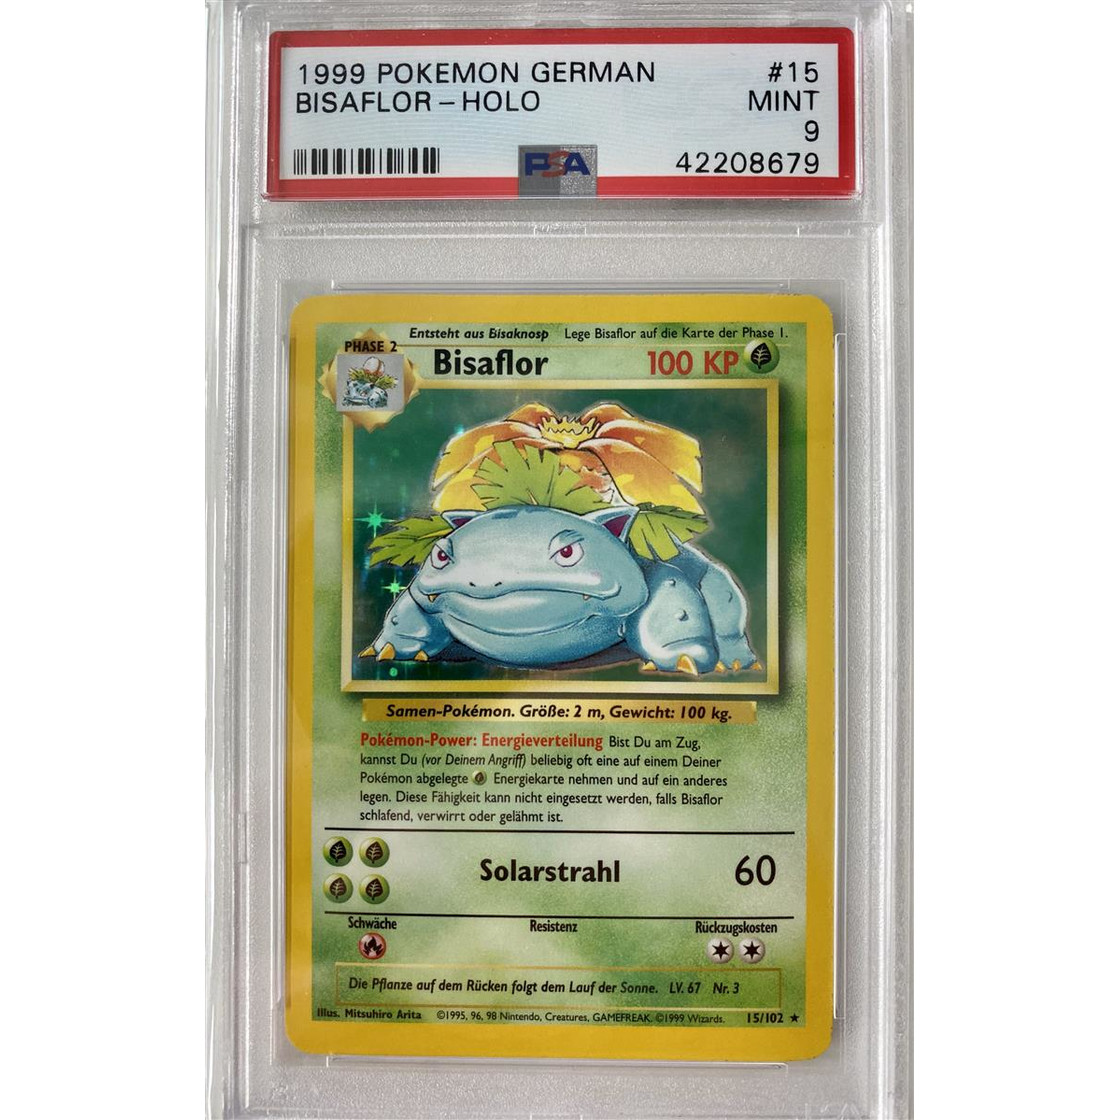 1999 POKEMON GERMAN #15
BISAFLOR - HOLO MINT
9
PSA 42208679
Entsteht aus Bisaknosp Lege Bisaflor auf die Karte der Phase 1.
PHASE 2
Bisaflor 100 KP
Samen-Pokémon. Größe: 2 m, Gewicht: 100 kg.
Pokémon-Power: Energieverteilung Bist Du am Zug,
kannst Du (vor Deinem Angriff) beliebig oft eine auf einem Deiner
Pokémon abgelegte Energiekarte nehmen und auf ein anderes
legen. Diese Fähigkeit kann nicht eingesetzt werden, falls Bisaflor
schlafend, verwirrt oder gelähmt ist.
Solarstrahl 60
Schwäche Resistenz Rückzugskosten
Die Pflanze auf dem Rücken folgt dem Lauf der Sonne. LV. 67 Nr. 3
Illus. Mitsuhiro Arita ©1995, 96, 98 Nintendo, Creatures, GAMEFREAK. ©1999 Wizards. 15/102 ★